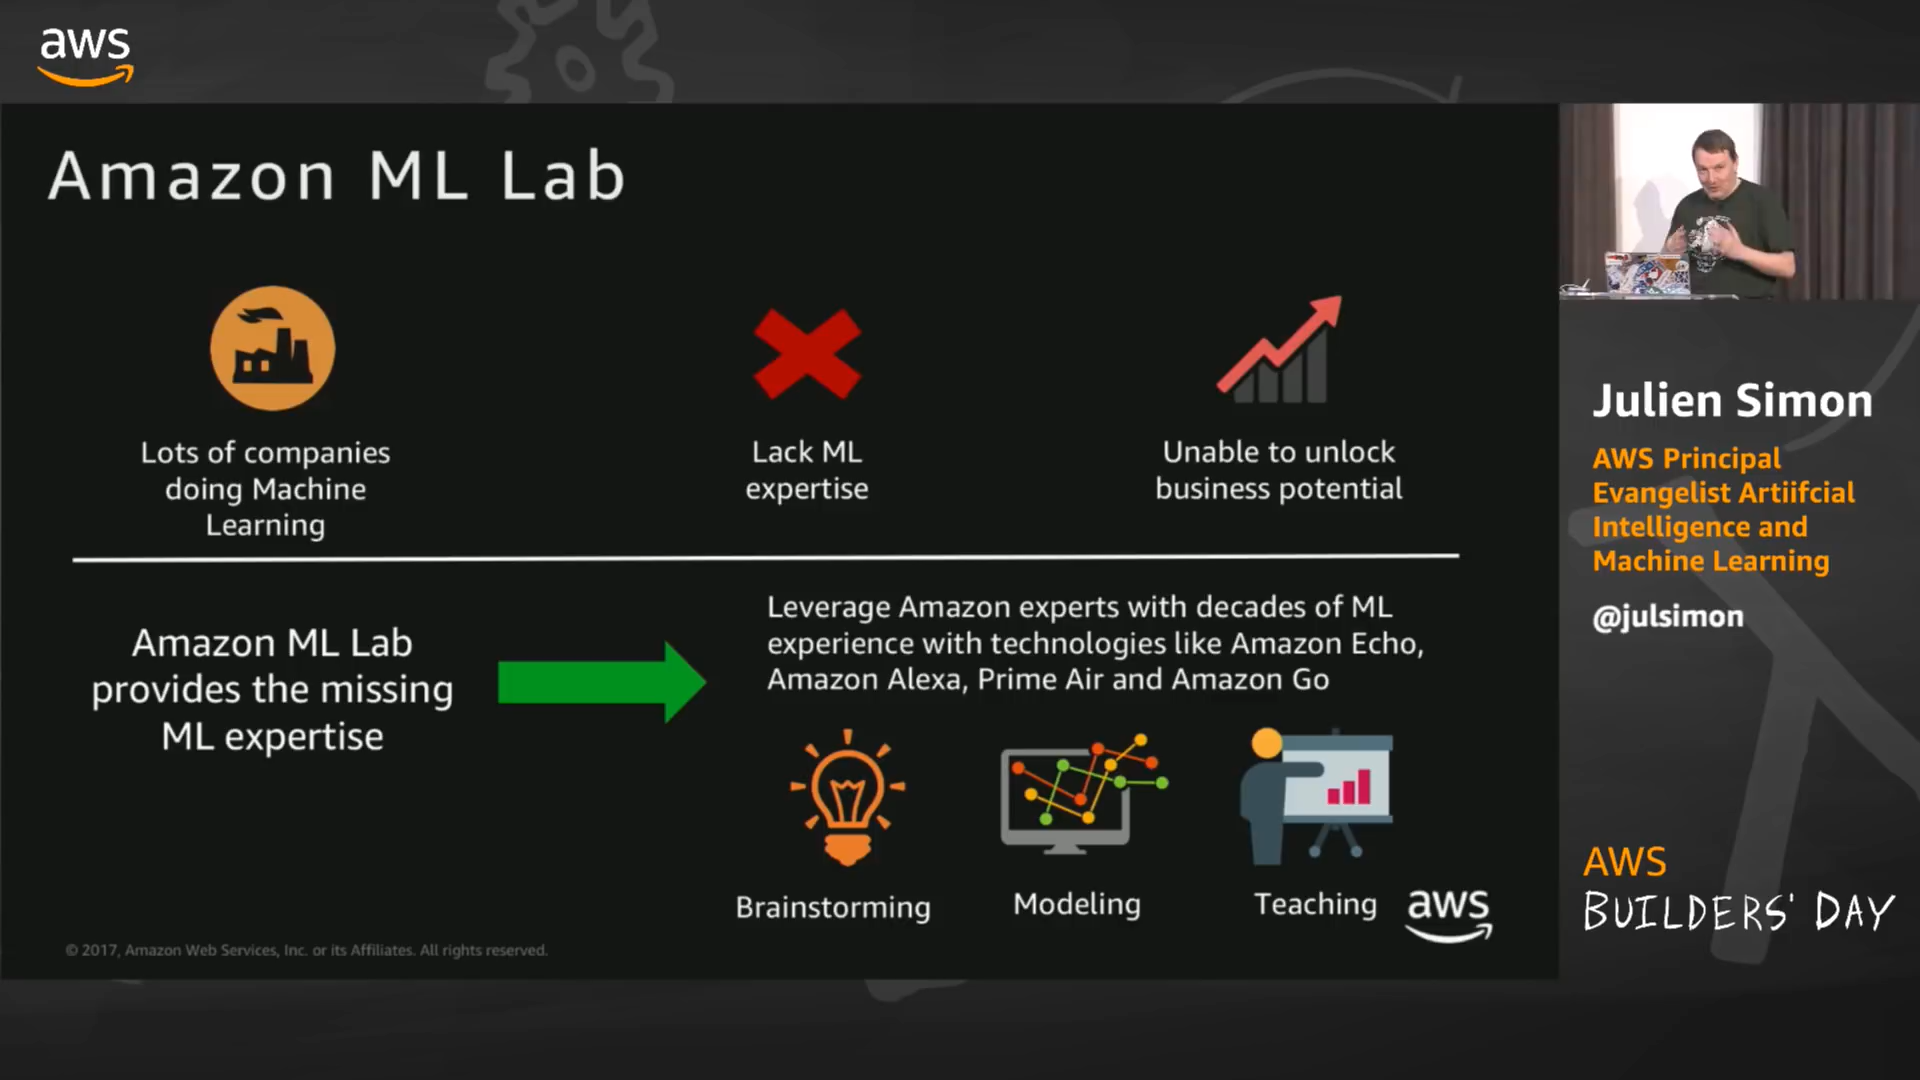 aws
Amazon ML Lab
Lots of companies
doing Machine
Learning
Lack ML
expertise
Unable to unlock
business potential
Amazon ML Lab
provides the missing
ML expertise
Leverage Amazon experts with decades of ML
experience with technologies like Amazon Echo,
Amazon Alexa, Prime Air and Amazon Go
Brainstorming
Modeling
Teaching
aws
© 2017, Amazon Web Services, Inc. or its Affiliates. All rights reserved.
Julien Simon
AWS Principal
Evangelist Artiifcial
Intelligence and
Machine Learning
@julsimon
AWS
BUILDERS' DAY